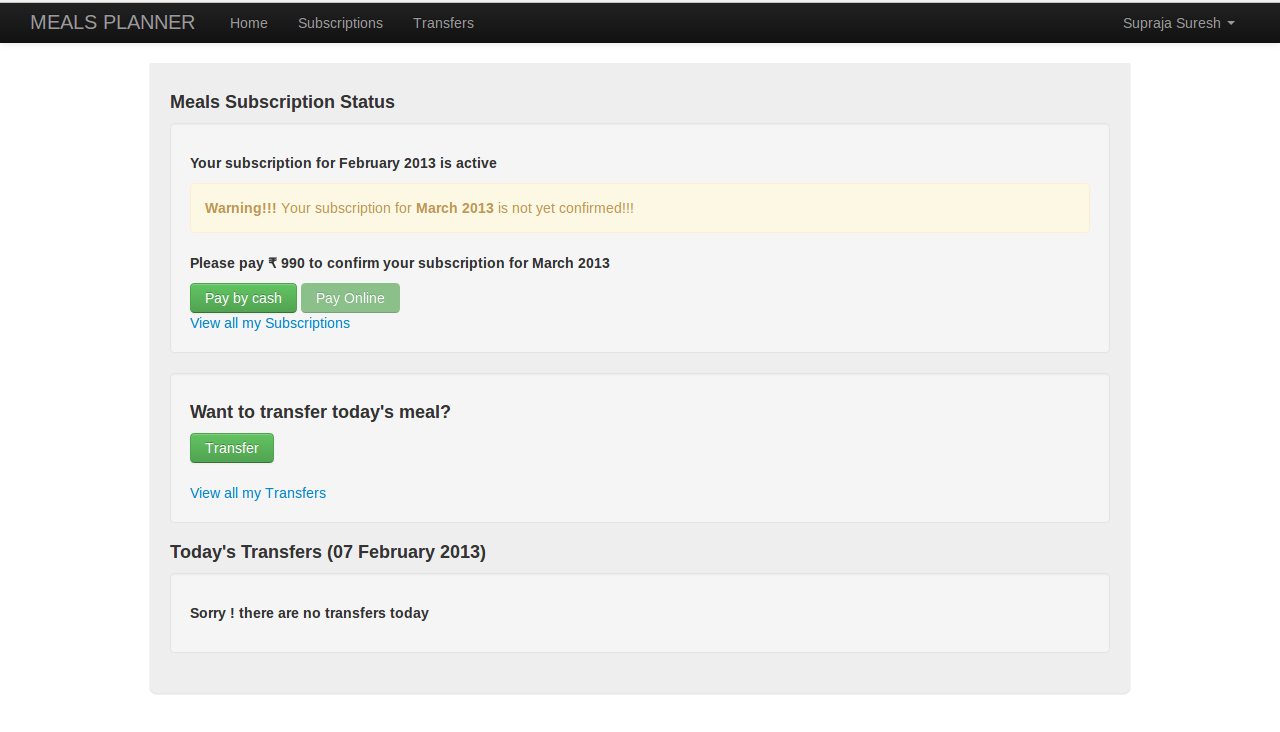 MEALS PLANNER Home Subscriptions Transfers Supraja Suresh
Meals Subscription Status
Your subscription for February 2013 is active
Warning!!! Your subscription for March 2013 is not yet confirmed!!!
Please pay ₹ 990 to confirm your subscription for March 2013
Pay by cash Pay Online
View all my Subscriptions
Want to transfer today's meal?
Transfer
View all my Transfers
Today's Transfers (07 February 2013)
Sorry ! there are no transfers today